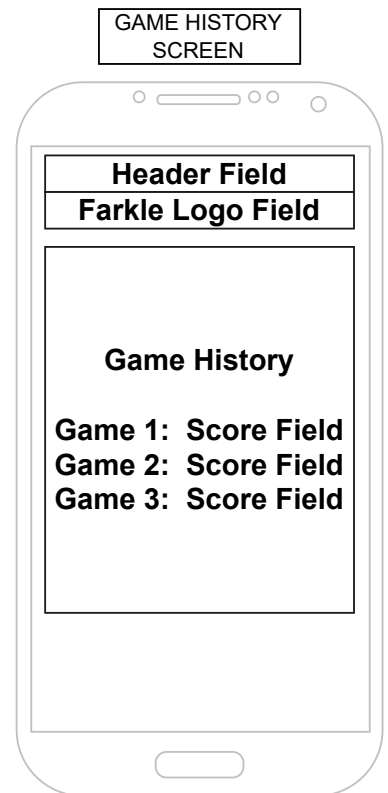 GAME HISTORY
SCREEN
Header Field
Farkle Logo Field
Game History
Game 1: Score Field
Game 2: Score Field
Game 3: Score Field